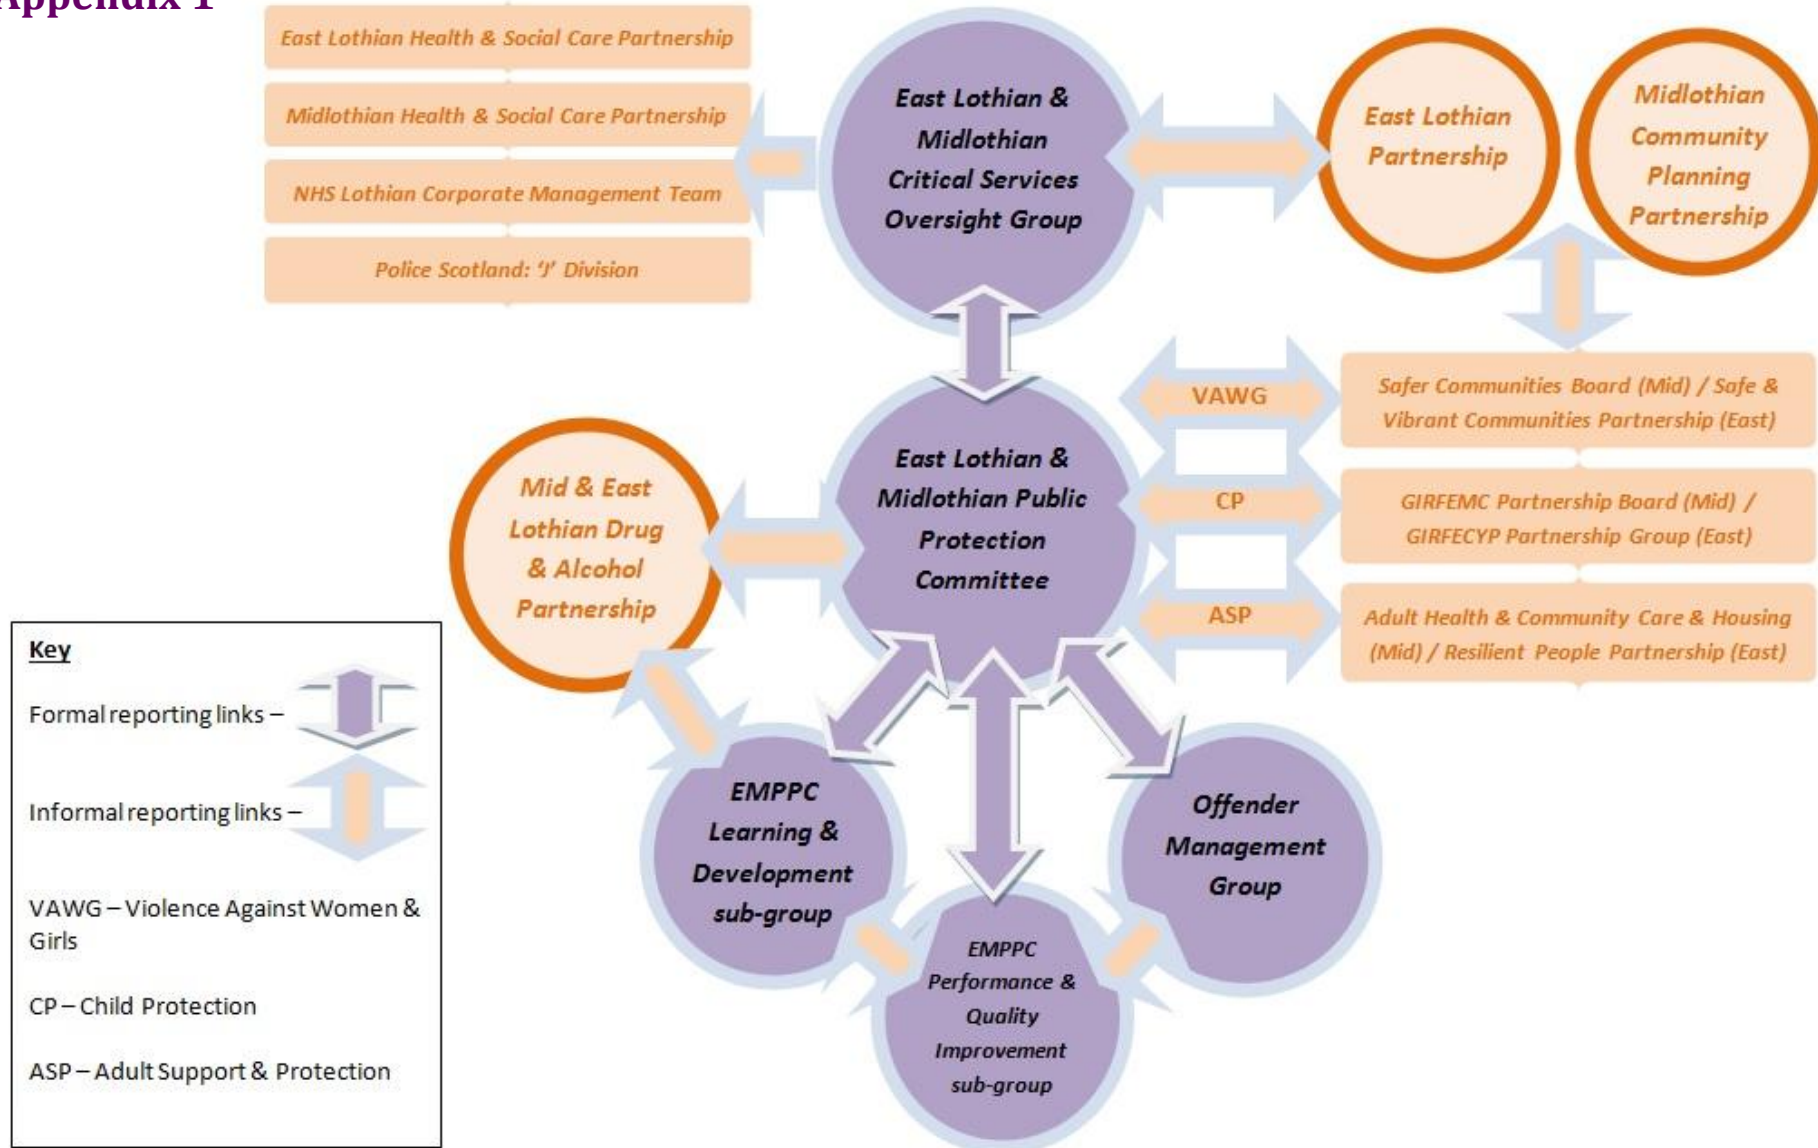 Appendix 1
East Lothian Health & Social Care Partnership
Midlothian Health & Social Care Partnership
NHS Lothian Corporate Management Team
Police Scotland: 'J' Division
East Lothian &
Midlothian
Critical Services
Oversight Group
East Lothian
Partnership
Midlothian
Community
Planning
Partnership
VAWG
Safer Communities Board (Mid) / Safe &
Vibrant Communities Partnership (East)
CP
GIRFEMC Partnership Board (Mid) /
GIRFECYP Partnership Group (East)
ASP
Adult Health & Community Care & Housing
(Mid) / Resilient People Partnership (East)
East Lothian &
Midlothian Public
Protection
Committee
Mid & East
Lothian Drug
& Alcohol
Partnership
EMPPC
Learning &
Development
sub-group
EMPPC
Performance &
Quality
Improvement
sub-group
Offender
Management
Group
Key
Formal reporting links –
Informal reporting links –
VAWG – Violence Against Women &
Girls
CP – Child Protection
ASP – Adult Support & Protection